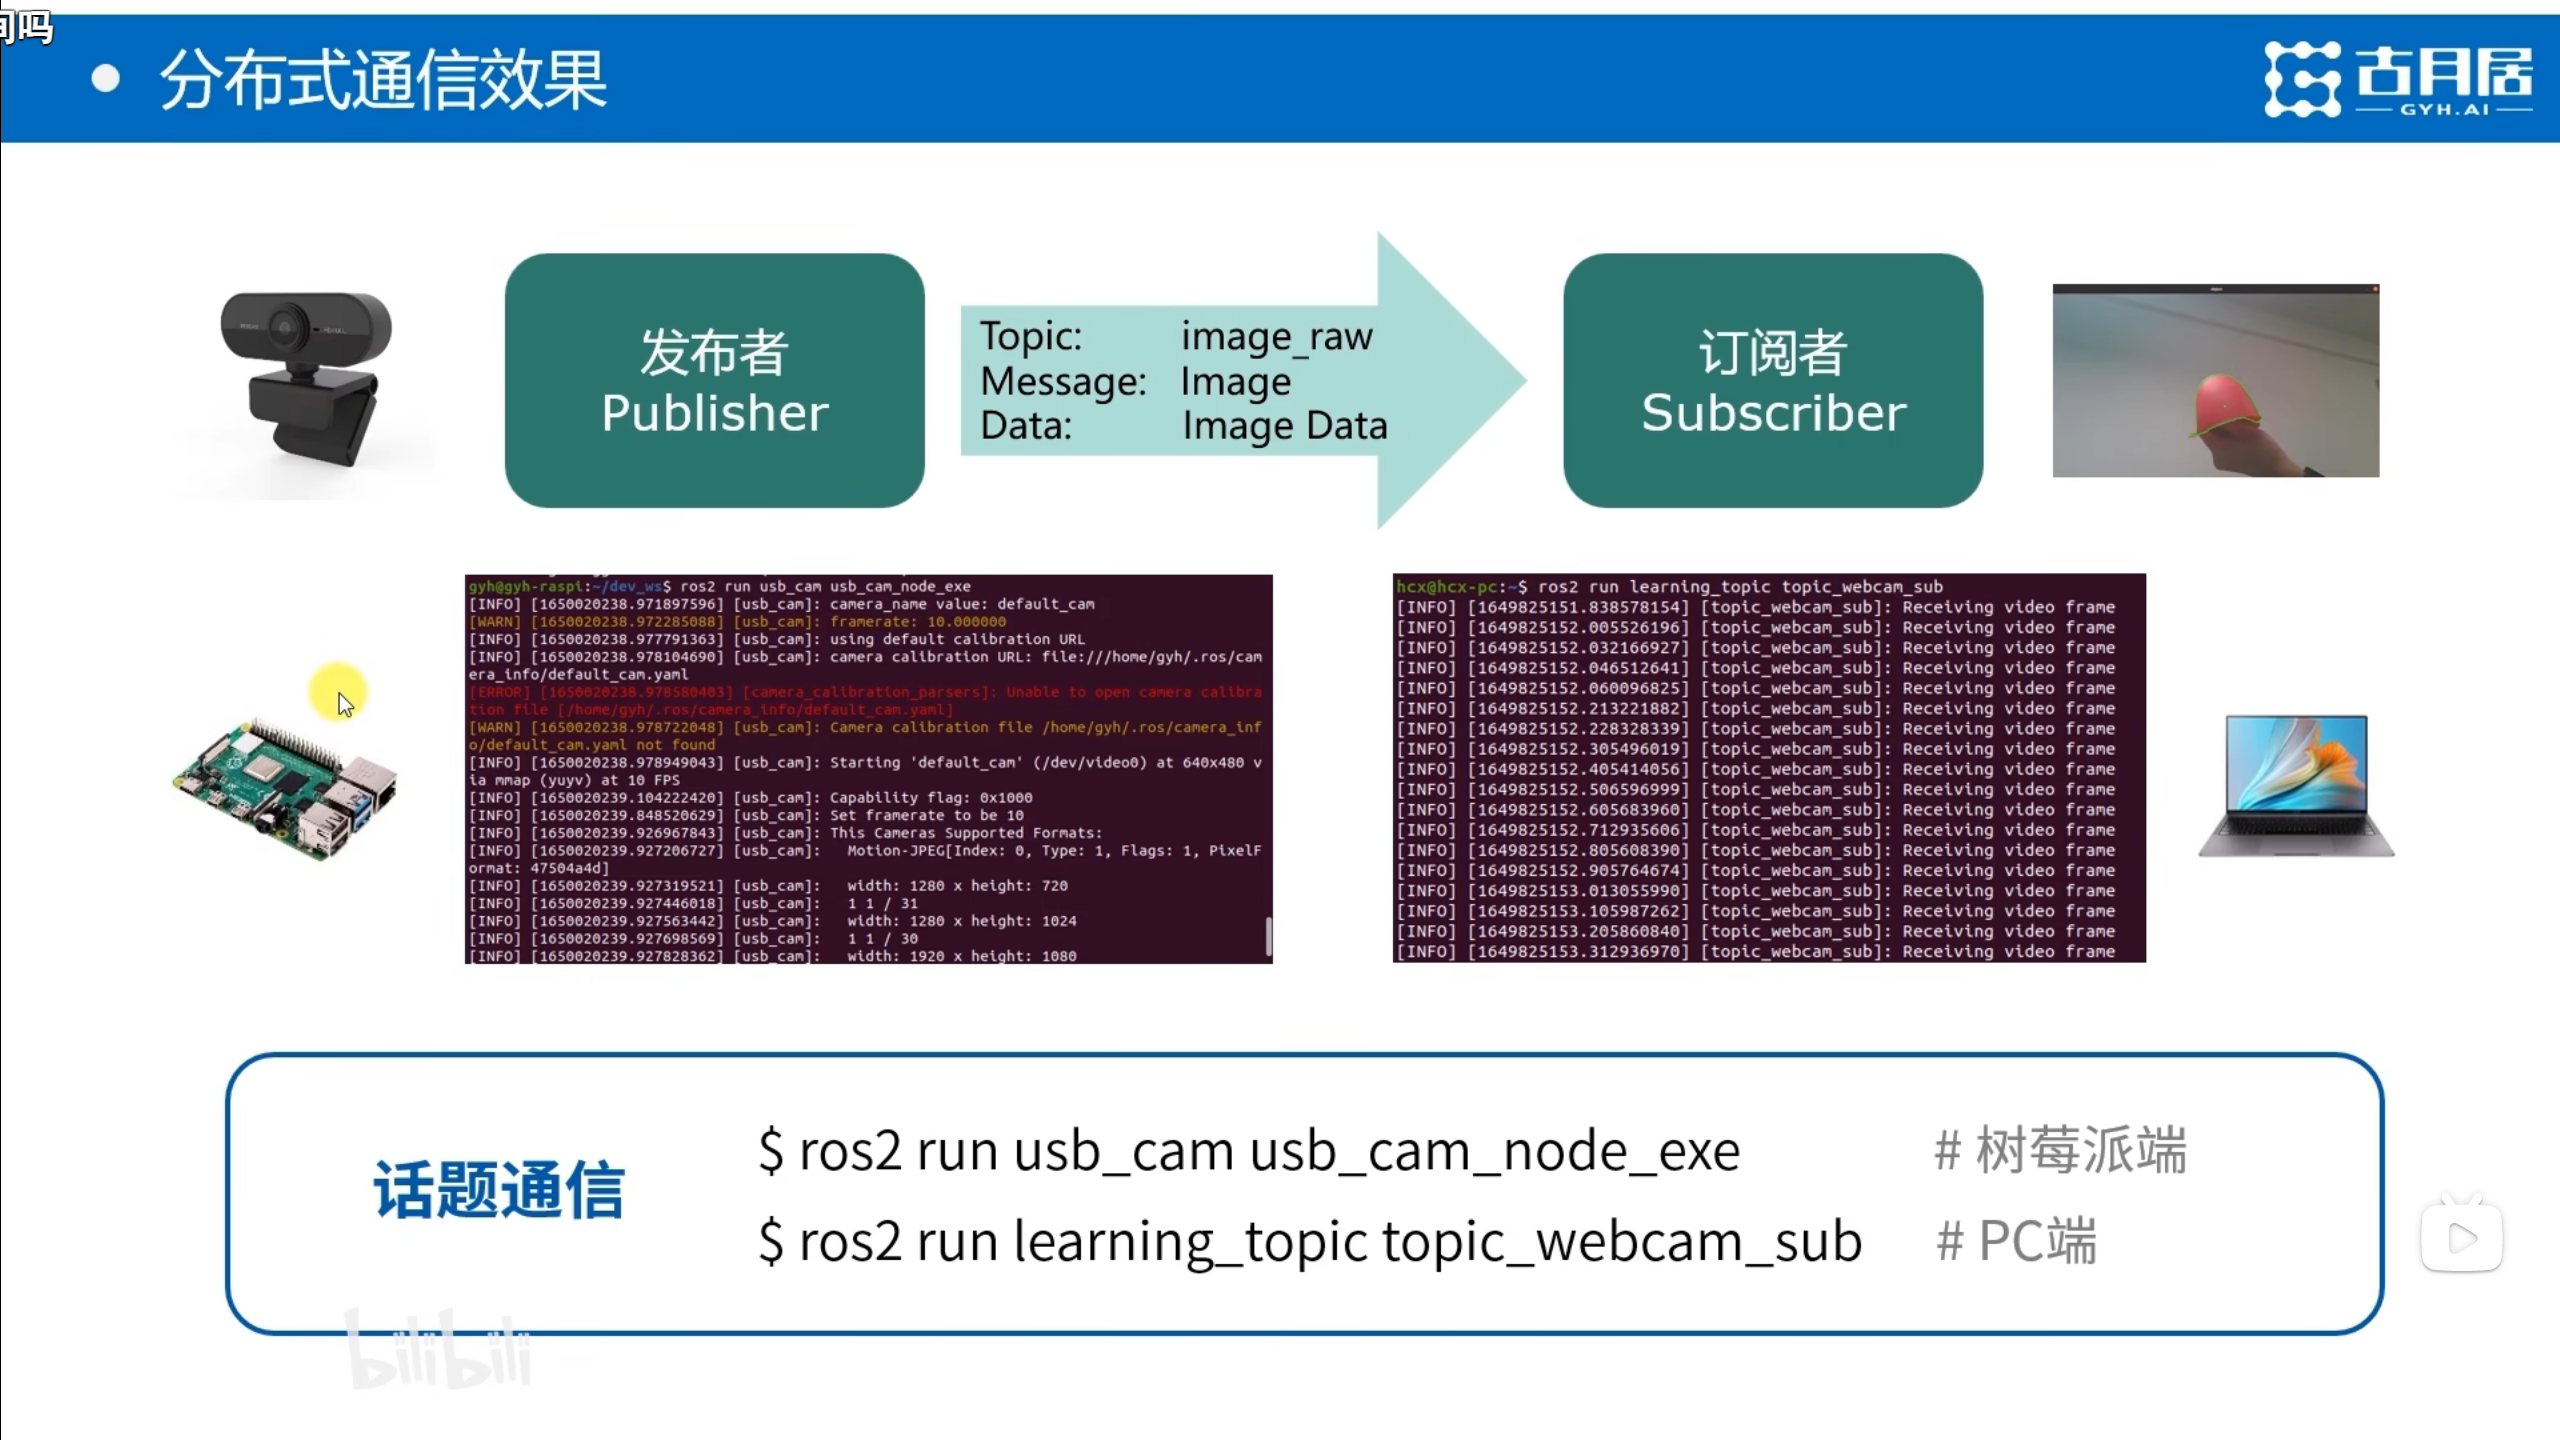 间吗
分布式通信效果
古月居
GYH.AI
发布者
Publisher
Topic: image_raw
Message: Image
Data: Image Data
订阅者
Subscriber
gyh@gyh-raspi:~/dev_ws$ ros2 run usb_cam usb_cam_node_exe
[INFO] [1650020238.971897596] [usb_cam]: camera_name value: default_cam
[WARN] [1650020238.972285088] [usb_cam]: framerate: 10.000000
[INFO] [1650020238.977791363] [usb_cam]: using default calibration URL
[INFO] [1650020238.978104690] [usb_cam]: camera calibration URL: file:///home/gyh/.ros/cam
era_info/default_cam.yaml
[ERROR] [1650020238.978580403] [camera_calibration_parsers]: Unable to open camera calibra
tion file [/home/gyh/.ros/camera_info/default_cam.yaml]
[WARN] [1650020238.978722048] [usb_cam]: Camera calibration file /home/gyh/.ros/camera_inf
o/default_cam.yaml not found
[INFO] [1650020238.978949043] [usb_cam]: Starting 'default_cam' (/dev/video0) at 640x480 v
ia mmap (yuyv) at 10 FPS
[INFO] [1650020239.104222420] [usb_cam]: Capability flag: 0x1000
[INFO] [1650020239.848520629] [usb_cam]: Set framerate to be 10
[INFO] [1650020239.926967843] [usb_cam]: This Cameras Supported Formats:
[INFO] [1650020239.927206727] [usb_cam]: Motion-JPEG[Index: 0, Type: 1, Flags: 1, PixelF
ormat: 47504a4d]
[INFO] [1650020239.927319521] [usb_cam]: width: 1280 x height: 720
[INFO] [1650020239.927446018] [usb_cam]: 1 1 / 31
[INFO] [1650020239.927563442] [usb_cam]: width: 1280 x height: 1024
[INFO] [1650020239.927698569] [usb_cam]: 1 1 / 30
[INFO] [1650020239.927828362] [usb_cam]: width: 1920 x height: 1080
hcx@hcx-pc:~$ ros2 run learning_topic topic_webcam_sub
[INFO] [1649825151.838578154] [topic_webcam_sub]: Receiving video frame
[INFO] [1649825152.005526196] [topic_webcam_sub]: Receiving video frame
[INFO] [1649825152.032166927] [topic_webcam_sub]: Receiving video frame
[INFO] [1649825152.046512641] [topic_webcam_sub]: Receiving video frame
[INFO] [1649825152.060096825] [topic_webcam_sub]: Receiving video frame
[INFO] [1649825152.213221882] [topic_webcam_sub]: Receiving video frame
[INFO] [1649825152.228328339] [topic_webcam_sub]: Receiving video frame
[INFO] [1649825152.305496019] [topic_webcam_sub]: Receiving video frame
[INFO] [1649825152.405414056] [topic_webcam_sub]: Receiving video frame
[INFO] [1649825152.506596999] [topic_webcam_sub]: Receiving video frame
[INFO] [1649825152.605683960] [topic_webcam_sub]: Receiving video frame
[INFO] [1649825152.712935606] [topic_webcam_sub]: Receiving video frame
[INFO] [1649825152.805608390] [topic_webcam_sub]: Receiving video frame
[INFO] [1649825152.905764674] [topic_webcam_sub]: Receiving video frame
[INFO] [1649825153.013055990] [topic_webcam_sub]: Receiving video frame
[INFO] [1649825153.105987262] [topic_webcam_sub]: Receiving video frame
[INFO] [1649825153.205860840] [topic_webcam_sub]: Receiving video frame
[INFO] [1649825153.312936970] [topic_webcam_sub]: Receiving video frame
话题通信
$ ros2 run usb_cam usb_cam_node_exe # 树莓派端
$ ros2 run learning_topic topic_webcam_sub # PC端
bilibili